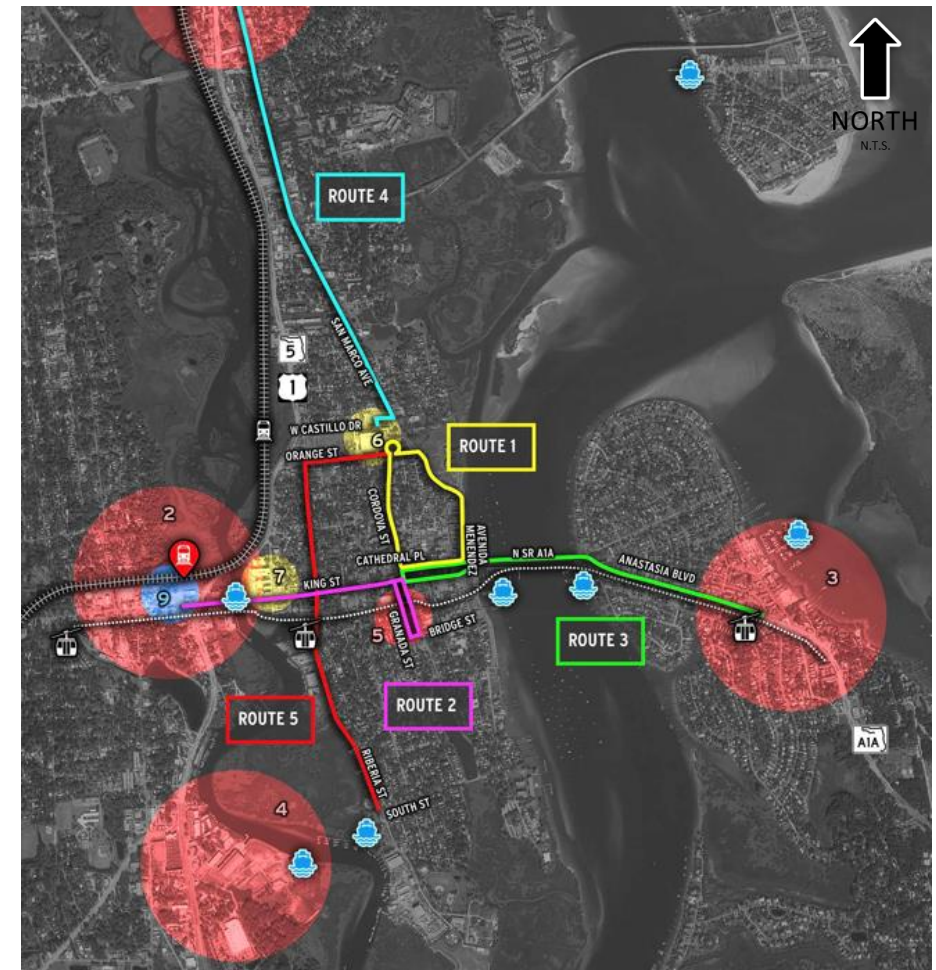 NORTH
N.T.S.
ROUTE 4
SAN MARCO AVE
5
1
W CASTILLO DR
6
ROUTE 1
ORANGE ST
CORDOVA ST
AVENIDA
MENENDEZ
2
CATHEDRAL PL
N SR A1A
ANASTASIA BLVD
3
7
KING ST
9
5
GRANADA ST
BRIDGE ST
ROUTE 3
ROUTE 5
ROUTE 2
A1A
RIBERIA ST
SOUTH ST
4